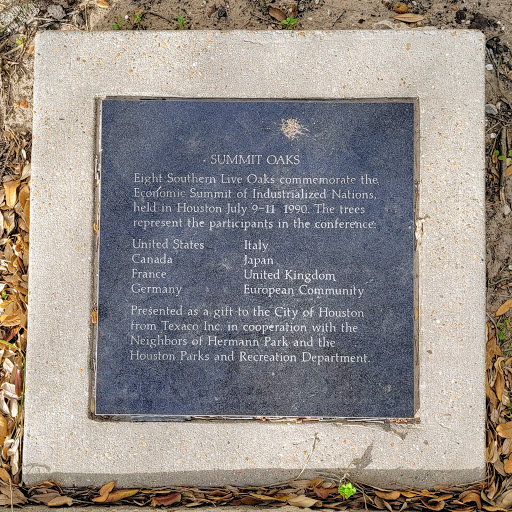 SUMMIT OAKS
Eight Southern Live Oaks commemorate the
Economic Summit of Industrialized Nations,
held in Houston July 9-11 1990. The trees
represent the participants in the conference:
United States Italy
Canada Japan
France United Kingdom
Germany European Community
Presented as a gift to the City of Houston
from Texaco Inc. in cooperation with the
Neighbors of Hermann Park and the
Houston Parks and Recreation Department.